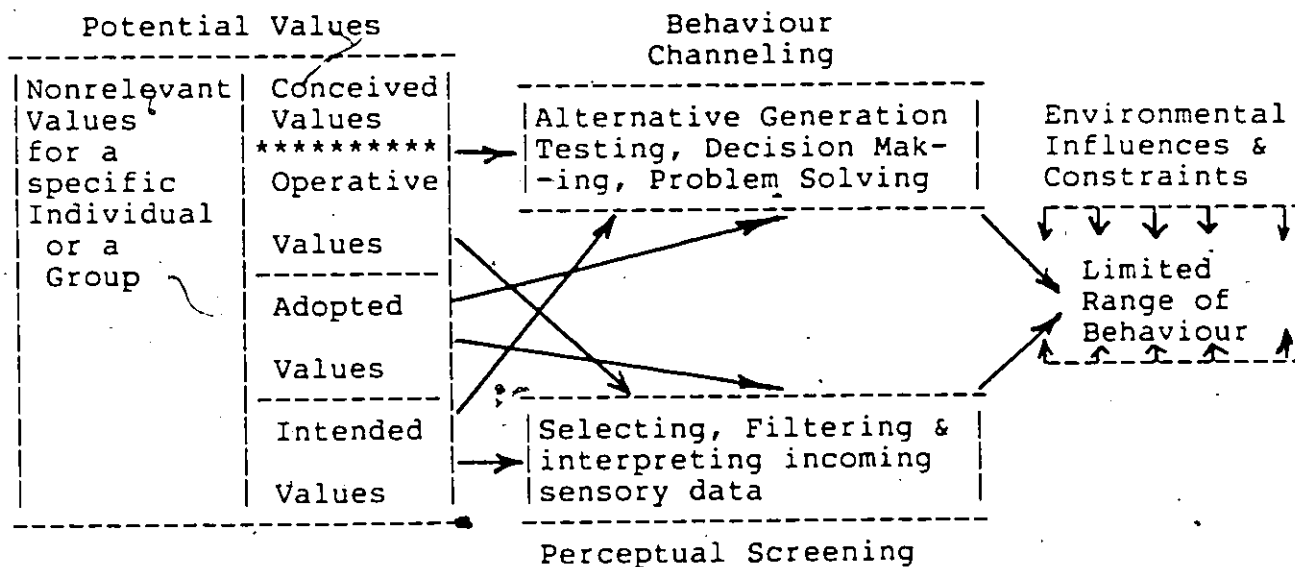 Potential Values
Nonrelevant
Values
for a
specific
Individual
or a
Group
Conceived
Values
**********
Operative
Values
Adopted
Values
Intended
Values
Behaviour
Channeling
Alternative Generation
Testing, Decision Mak-
-ing, Problem Solving
Selecting, Filtering &
interpreting incoming
sensory data
Perceptual Screening
Environmental
Influences &
Constraints
Limited
Range of
Behaviour